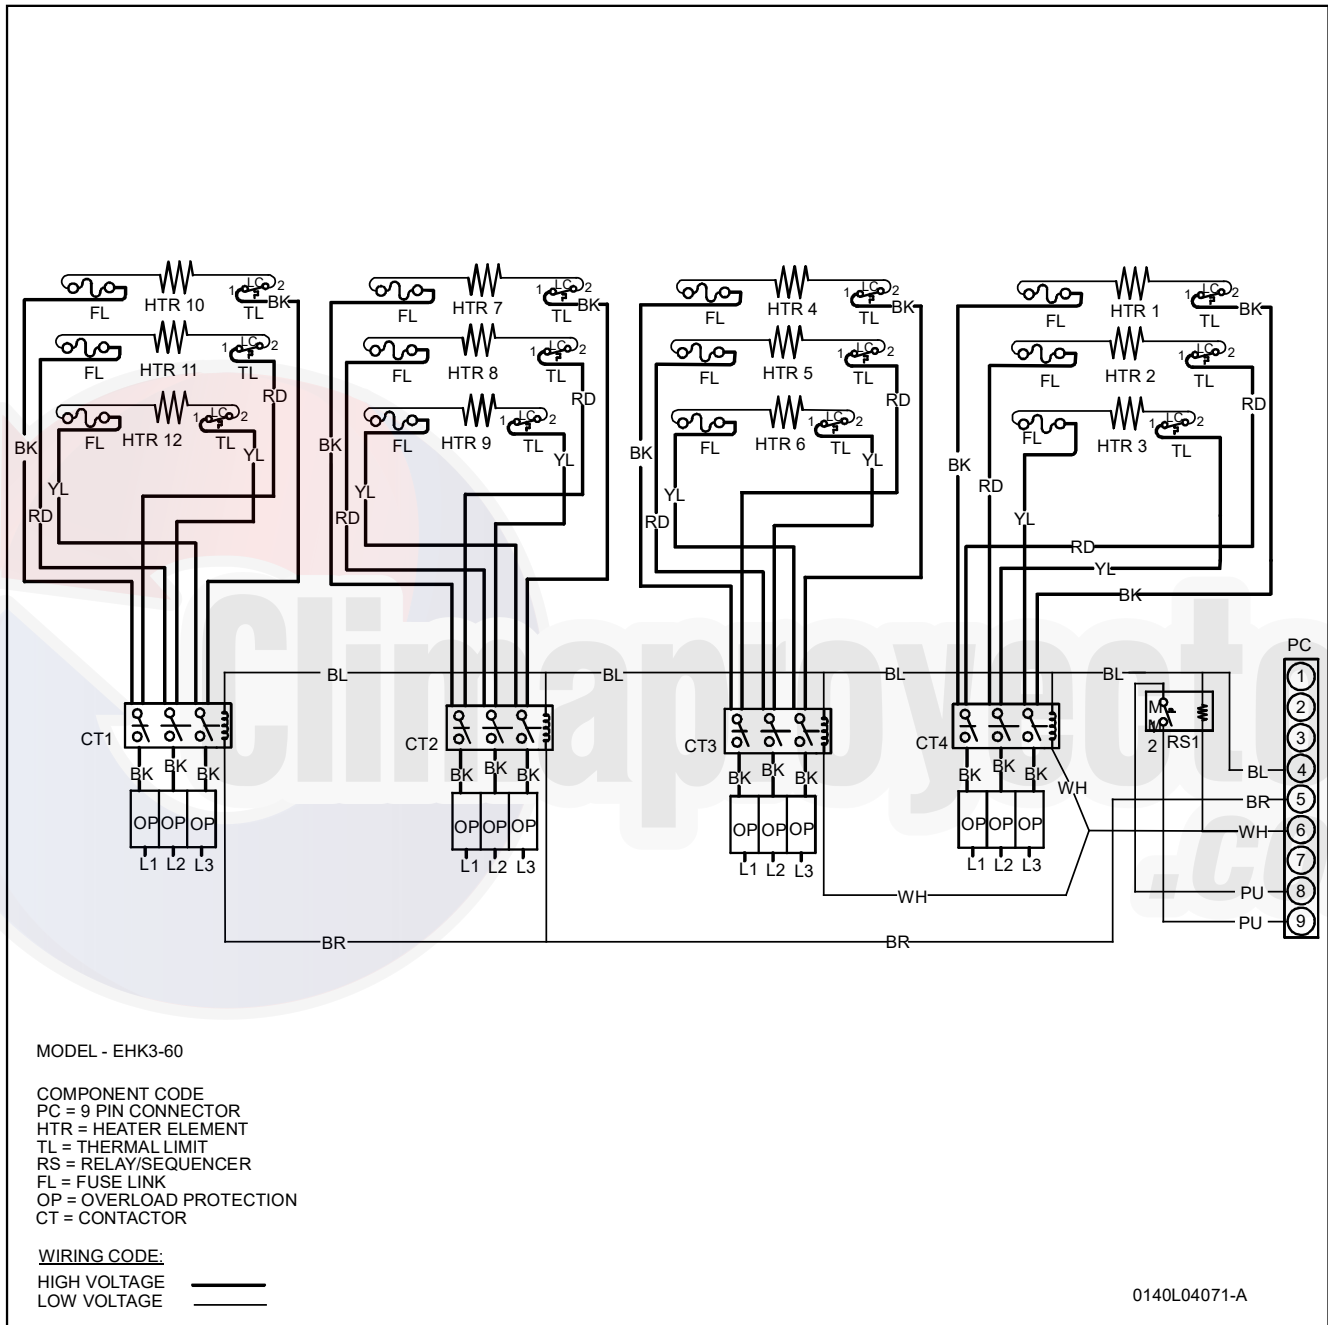 HTR 10 FL TL LC 1 2 BK
HTR 7 FL TL LC 1 2 BK
HTR 4 FL TL LC 1 2 BK
HTR 1 FL TL LC 1 2 BK
HTR 11 FL TL LC 1 2 RD
HTR 8 FL TL LC 1 2 RD
HTR 5 FL TL LC 1 2 RD
HTR 2 FL TL LC 1 2 RD
HTR 12 FL TL LC 1 2 YL
HTR 9 FL TL LC 1 2 YL
HTR 6 FL TL LC 1 2 YL
HTR 3 FL TL LC 1 2
BK YL RD
BK YL RD
BK YL RD
BK RD YL
RD
YL
BK
Climaproyecto
.co
BL BL BL BL
PC
1
2
3
4
5
6
7
8
9
CT1
CT2
CT3
CT4
M
2
RS1
BK BK BK
BK BK BK
BK BK BK
BK BK BK
WH
BL
BR
WH
PU
PU
OP OP OP
OP OP OP
OP OP OP
OP OP OP
L1 L2 L3
L1 L2 L3
L1 L2 L3
L1 L2 L3
WH
BR
BR
MODEL - EHK3-60
COMPONENT CODE
PC = 9 PIN CONNECTOR
HTR = HEATER ELEMENT
TL = THERMAL LIMIT
RS = RELAY/SEQUENCER
FL = FUSE LINK
OP = OVERLOAD PROTECTION
CT = CONTACTOR
WIRING CODE:
HIGH VOLTAGE
LOW VOLTAGE
0140L04071-A